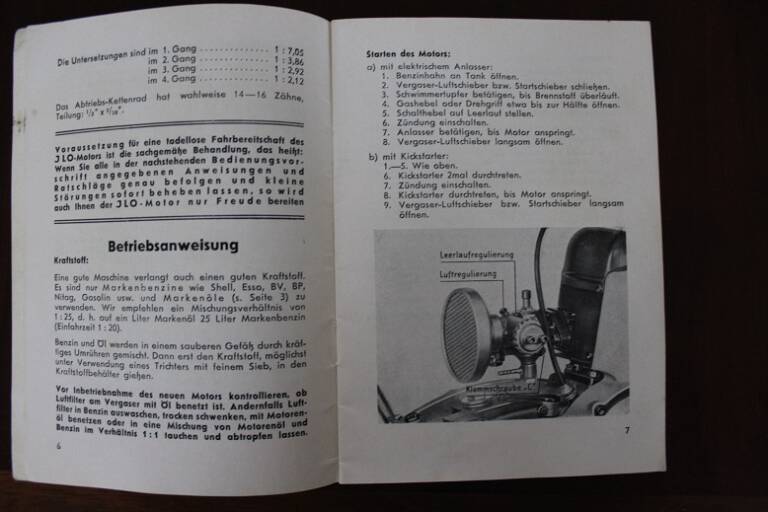 Die Untersetzungen sind im 1. Gang . . . . . . . . . . . . . 1 : 7,05
im 2. Gang . . . . . . . . . . . . . 1 : 3,86
im 3. Gang . . . . . . . . . . . . . 1 : 2,92
im 4. Gang . . . . . . . . . . . . . 1 : 2,12
Das Abtriebs-Kettenrad hat wahlweise 14—16 Zähne,
Teilung: 1/2" x 5/16".
Voraussetzung für eine tadellose Fahrbereitschaft des
JLO-Motors ist die sachgemäße Behandlung, das heißt:
Wenn Sie alle in der nachstehenden Bedienungsvor-
schrift angegebenen Anweisungen und
Ratschläge genau befolgen und kleine
Störungen sofort beheben lassen, so wird
auch Ihnen der JLO-Motor nur Freude bereiten
Betriebsanweisung
Kraftstoff:
Eine gute Maschine verlangt auch einen guten Kraftstoff.
Es sind nur Markenbenzine wie Shell, Esso, BV, BP,
Nitag, Gasolin usw. und Markenöle (s. Seite 3) zu
verwenden. Wir empfehlen ein Mischungsverhältnis von
1 : 25, d. h. auf ein Liter Markenöl 25 Liter Markenbenzin
(Einfahrzeit 1 : 20).
Benzin und Öl werden in einem sauberen Gefäß durch kräf-
tiges Umrühren gemischt. Dann erst den Kraftstoff, möglichst
unter Verwendung eines Trichters mit feinem Sieb, in den
Kraftstoffbehälter gießen.
Vor Inbetriebnahme des neuen Motors kontrollieren, ob
Luftfilter am Vergaser mit Öl benetzt ist. Andernfalls Luft-
filter in Benzin auswaschen, trocken schwenken, mit Motoren-
öl benetzen oder in eine Mischung von Motorenöl und
Benzin im Verhältnis 1 : 1 tauchen und abtropfen lassen.
6
Starten des Motors:
a) mit elektrischem Anlasser:
1. Benzinhahn an Tank öffnen.
2. Vergaser-Luftschieber bzw. Startschieber schließen.
3. Schwimmertupfer betätigen, bis Brennstoff überläuft.
4. Gashebel oder Drehgriff etwa bis zur Hälfte öffnen.
5. Schalthebel auf Leerlauf stellen.
6. Zündung einschalten.
7. Anlasser betätigen, bis Motor anspringt.
8. Vergaser-Luftschieber langsam öffnen.
b) mit Kickstarter:
1.—5. Wie oben.
6. Kickstarter 2mal durchtreten.
7. Zündung einschalten.
8. Kickstarter durchtreten, bis Motor anspringt.
9. Vergaser-Luftschieber bzw. Startschieber langsam
öffnen.
Leerlaufregulierung
Luftregulierung
Klemmschraube „C"
7